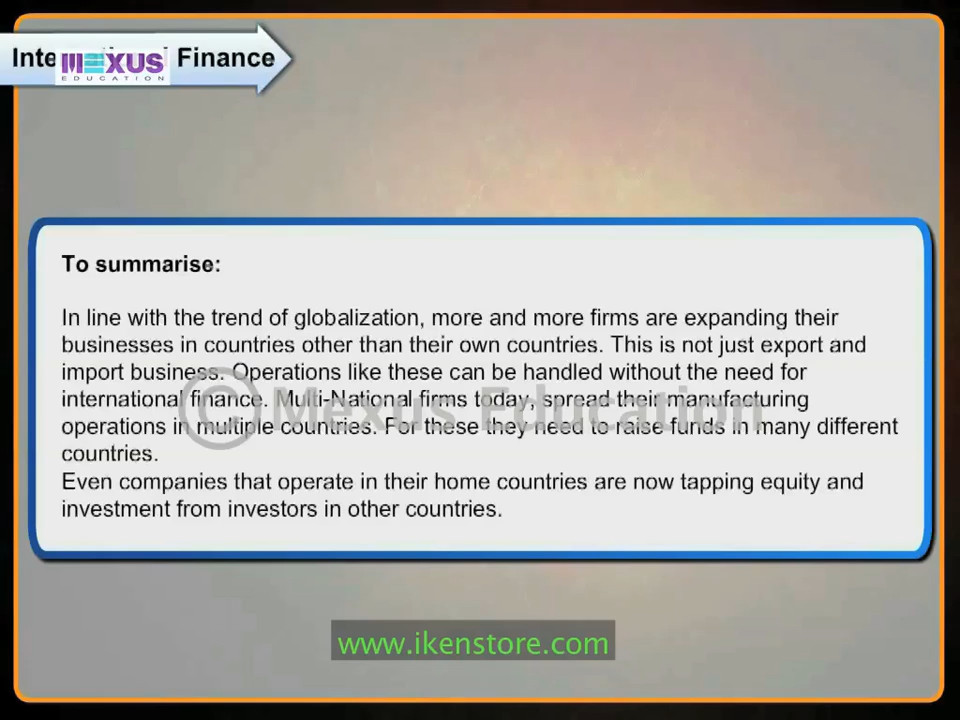 International Finance
MEXUS
EDUCATION
To summarise:
In line with the trend of globalization, more and more firms are expanding their
businesses in countries other than their own countries. This is not just export and
import business. Operations like these can be handled without the need for
international finance. Multi-National firms today, spread their manufacturing
operations in multiple countries. For these they need to raise funds in many different
countries.
Even companies that operate in their home countries are now tapping equity and
investment from investors in other countries.
© Mexus Education
www.ikenstore.com